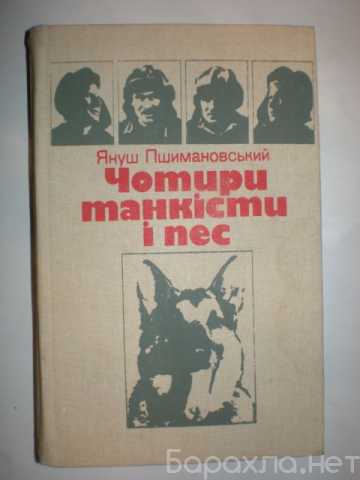 Януш Пшимановський
Чотири
танкісти
і пес
Барахла.нет